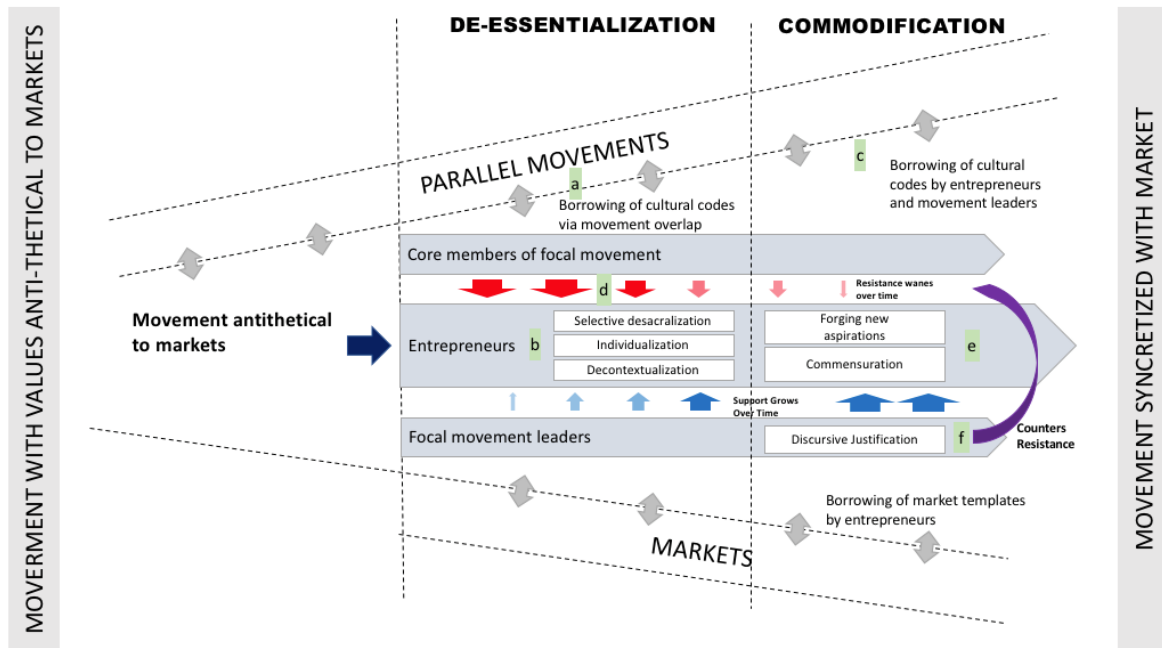 MOVERMENT WITH VALUES ANTI-THETICAL TO MARKETS
DE-ESSENTIALIZATION
COMMODIFICATION
PARALLEL MOVEMENTS
a
Borrowing of cultural codes
via movement overlap
c
Borrowing of cultural
codes by entrepreneurs
and movement leaders
Core members of focal movement
d
Resistance wanes
over time
Movement antithetical
to markets
Entrepreneurs
b
Selective desacralization
Individualization
Decontextualization
Forging new
aspirations
Commensuration
e
Support Grows
Over Time
Focal movement leaders
Discursive Justification
f
Counters
Resistance
Borrowing of market templates
by entrepreneurs
MARKETS
MOVEMENT SYNCRETIZED WITH MARKET